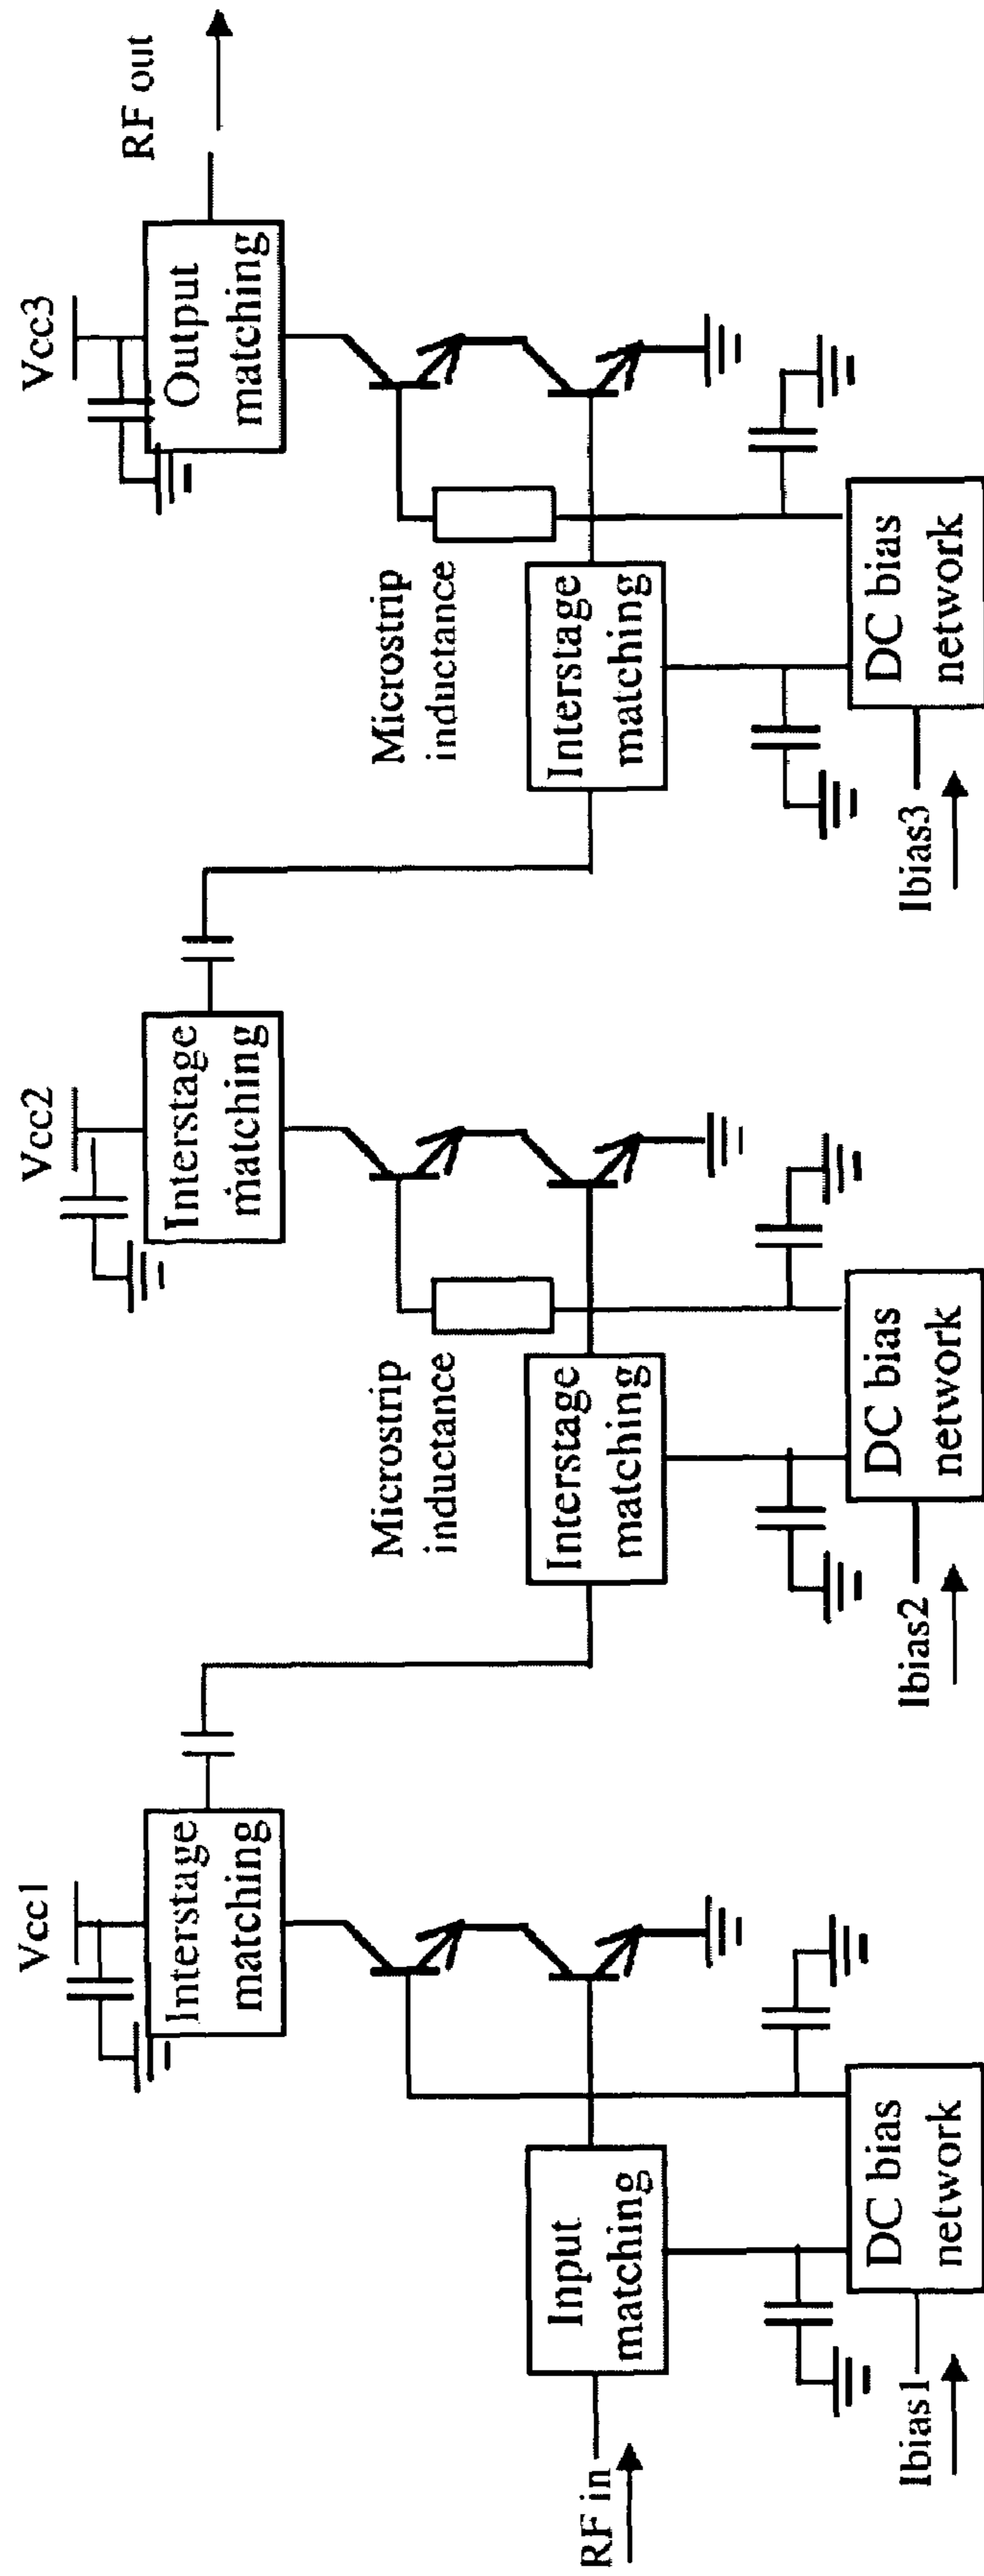 Vcc1
Interstage
matching
Vcc2
Interstage
matching
Vcc3
Output
matching
RF out
Microstrip
inductance
Microstrip
inductance
RF in
Input
matching
Interstage
matching
Interstage
matching
Ibias1
DC bias
network
Ibias2
DC bias
network
Ibias3
DC bias
network